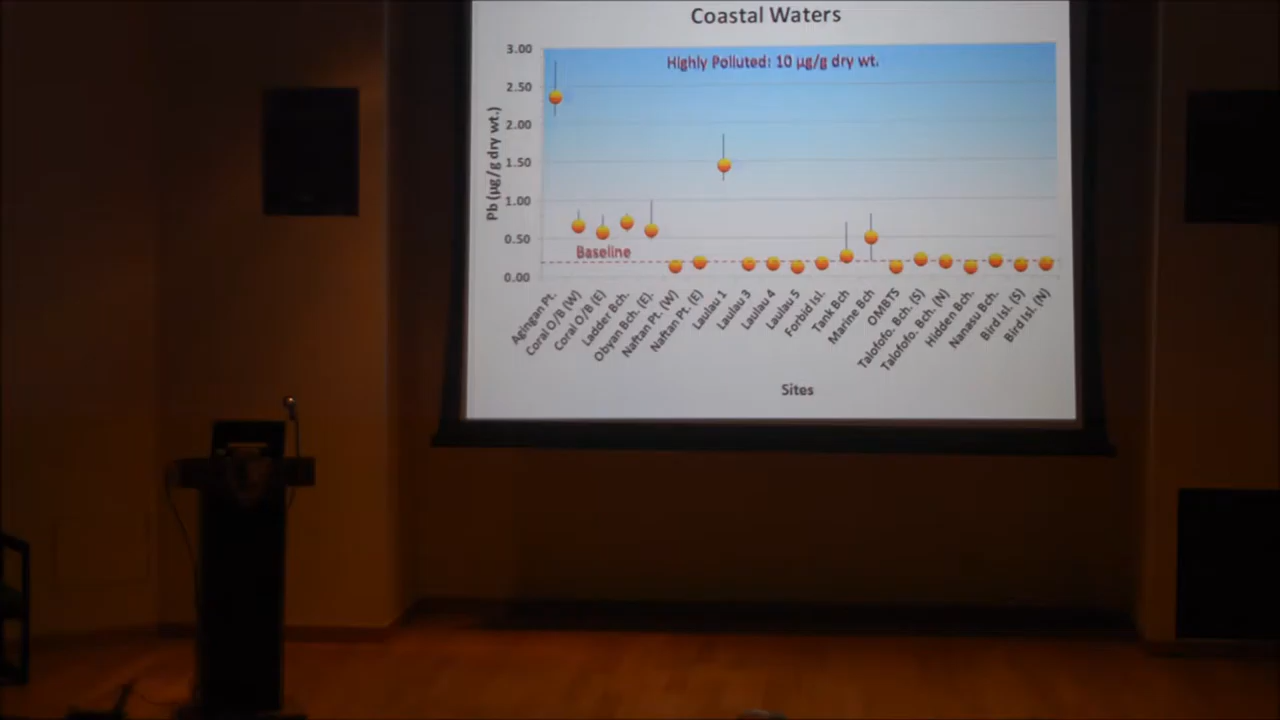 Coastal Waters
Highly Polluted: 10 µg/g dry wt.
Pb (µg/g dry wt.)
3.00
2.50
2.00
1.50
1.00
0.50
0.00
Baseline
Agingan Pt.
Coral O/B (W)
Coral O/B (E)
Ladder Bch.
Obyan Bch. (E).
Naftan Pt. (W)
Naftan Pt. (E)
Laulau 1
Laulau 3
Laulau 4
Laulau 5
Forbid Isl.
Tank Bch
Marine Bch
OMBTS
Talofofo. Bch. (S)
Talofofo. Bch. (N)
Hidden Bch.
Nanasu Bch.
Bird Isl. (S)
Bird Isl. (N)
Sites